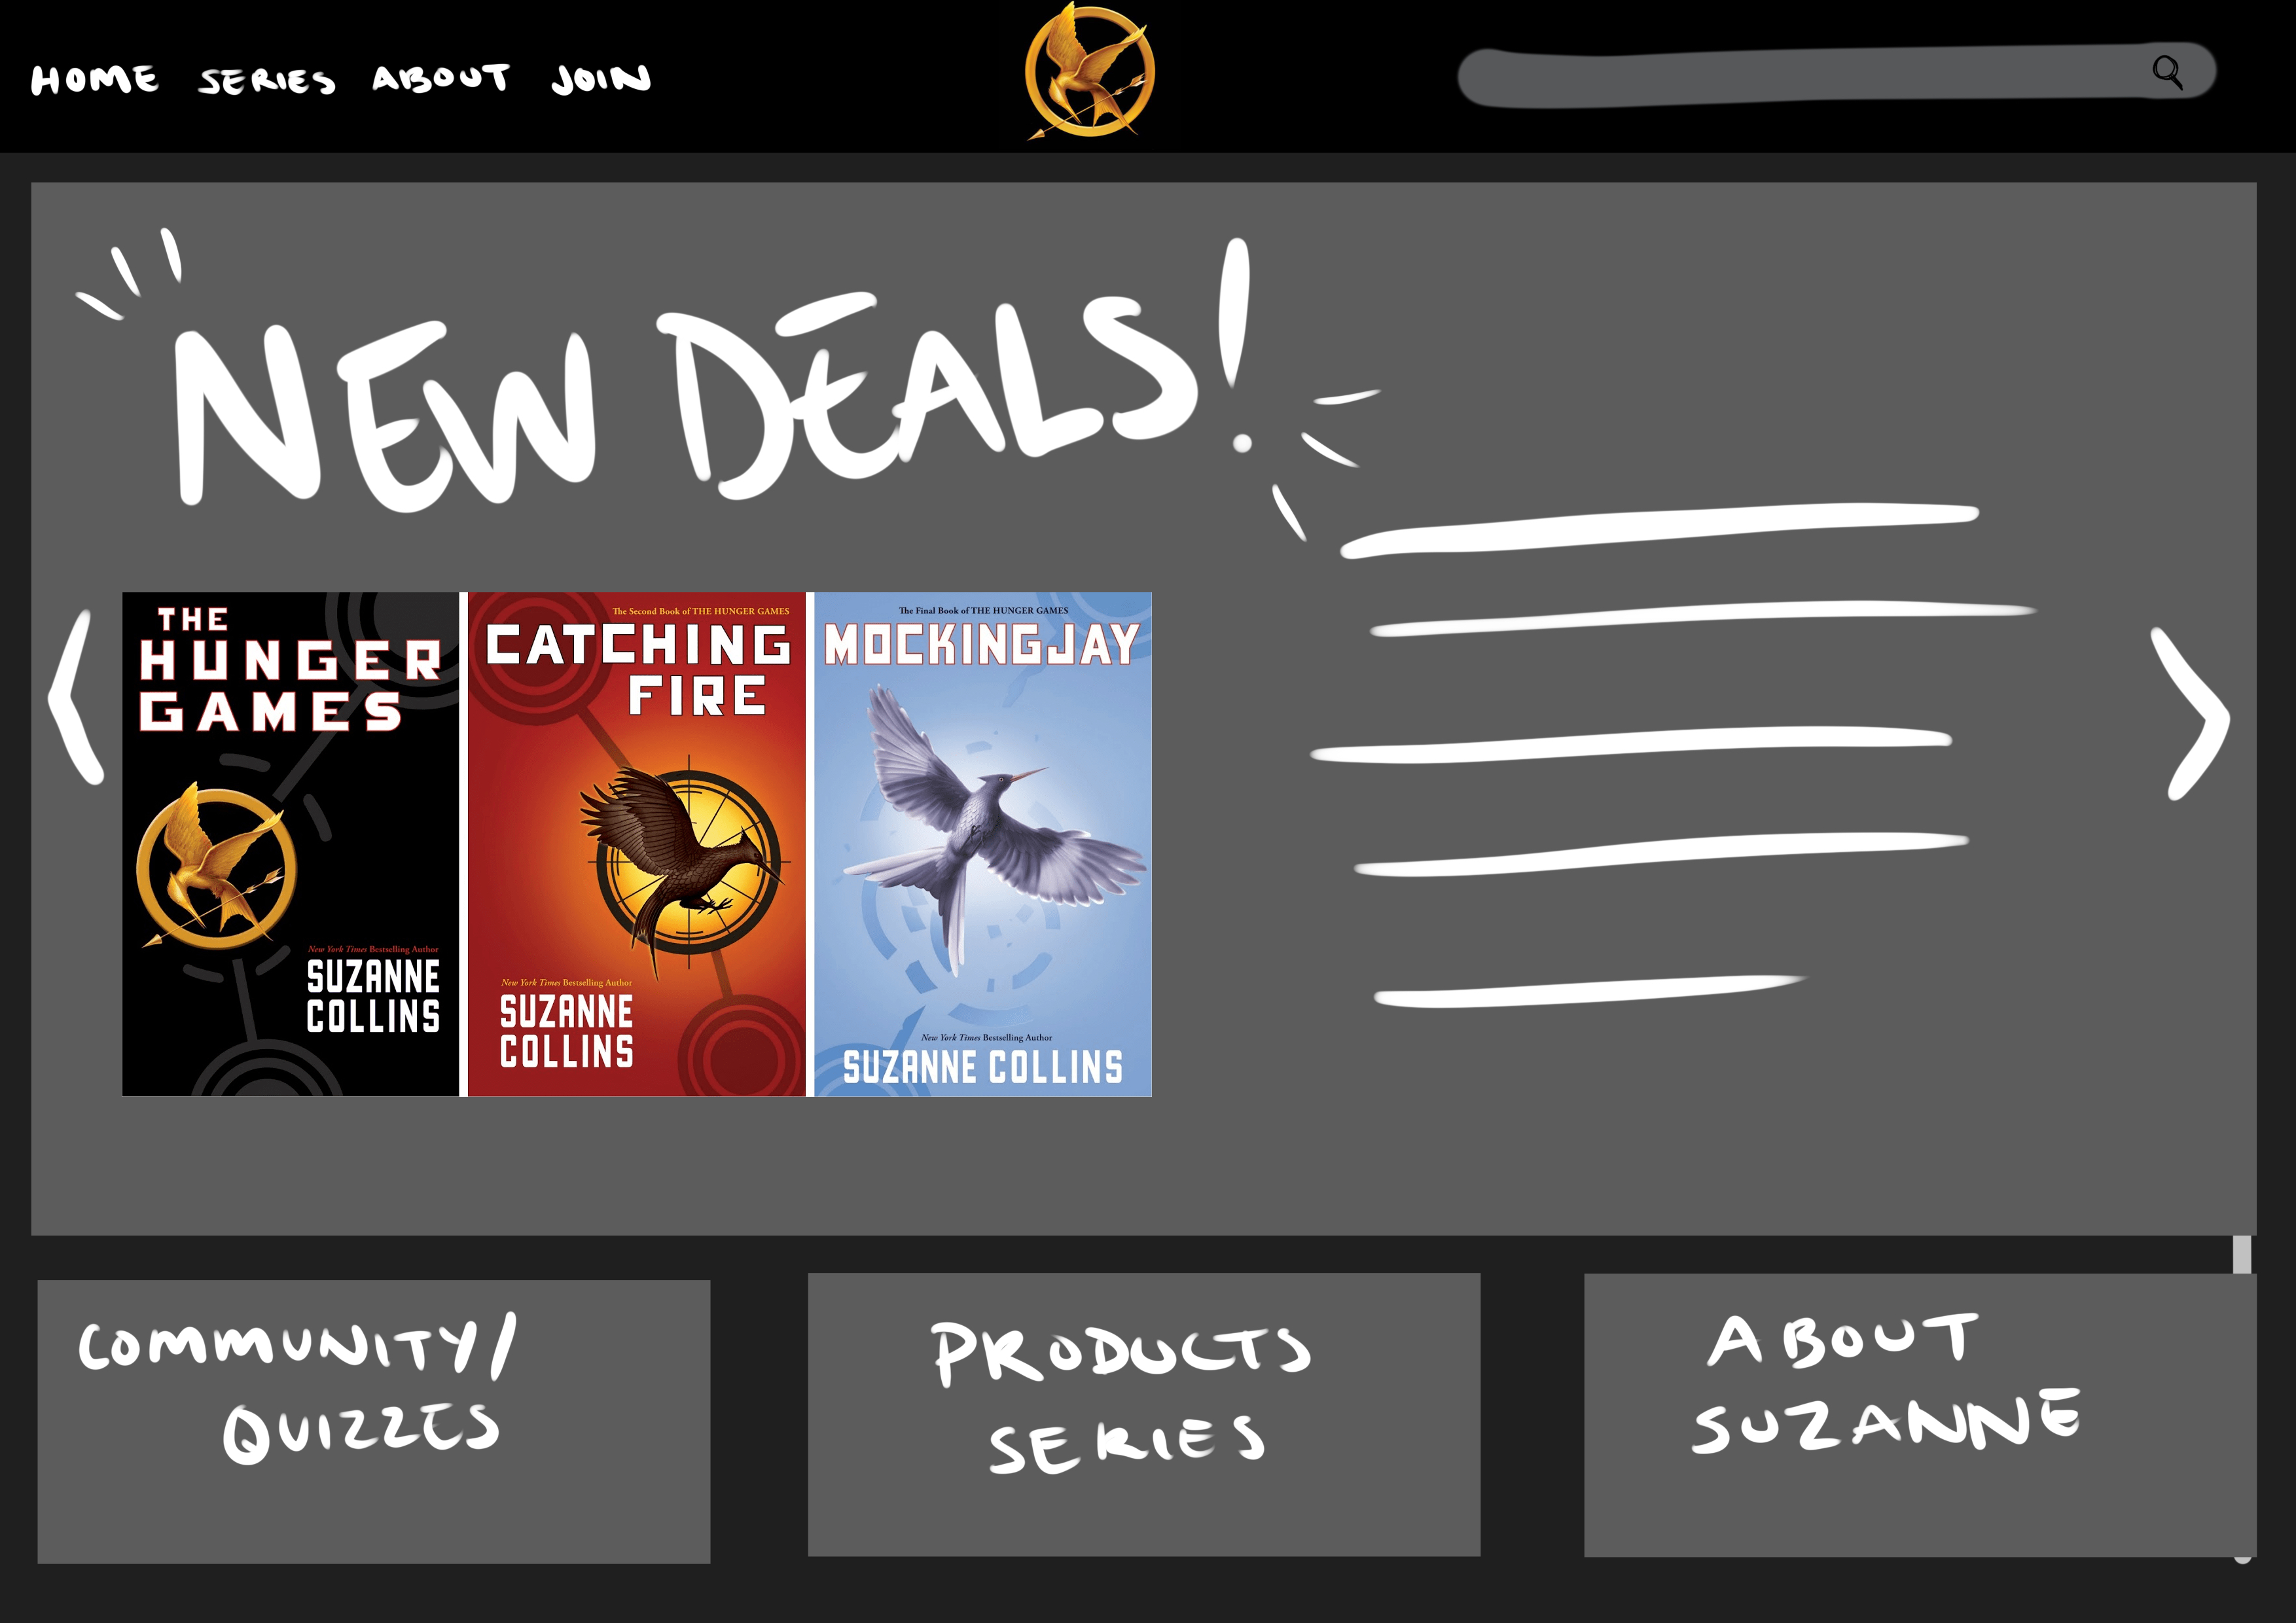 HOME SERIES ABOUT JOIN
NEW DEALS!
THE
HUNGER
GAMES
New York Times Bestselling Author
SUZANNE
COLLINS
The Second Book of THE HUNGER GAMES
CATCHING
FIRE
New York Times Bestselling Author
SUZANNE
COLLINS
The Final Book of THE HUNGER GAMES
MOCKINGJAY
New York Times Bestselling Author
SUZANNE COLLINS
COMMUNITY/
QUIZZES
PRODUCTS
SERIES
ABOUT
SUZANNE